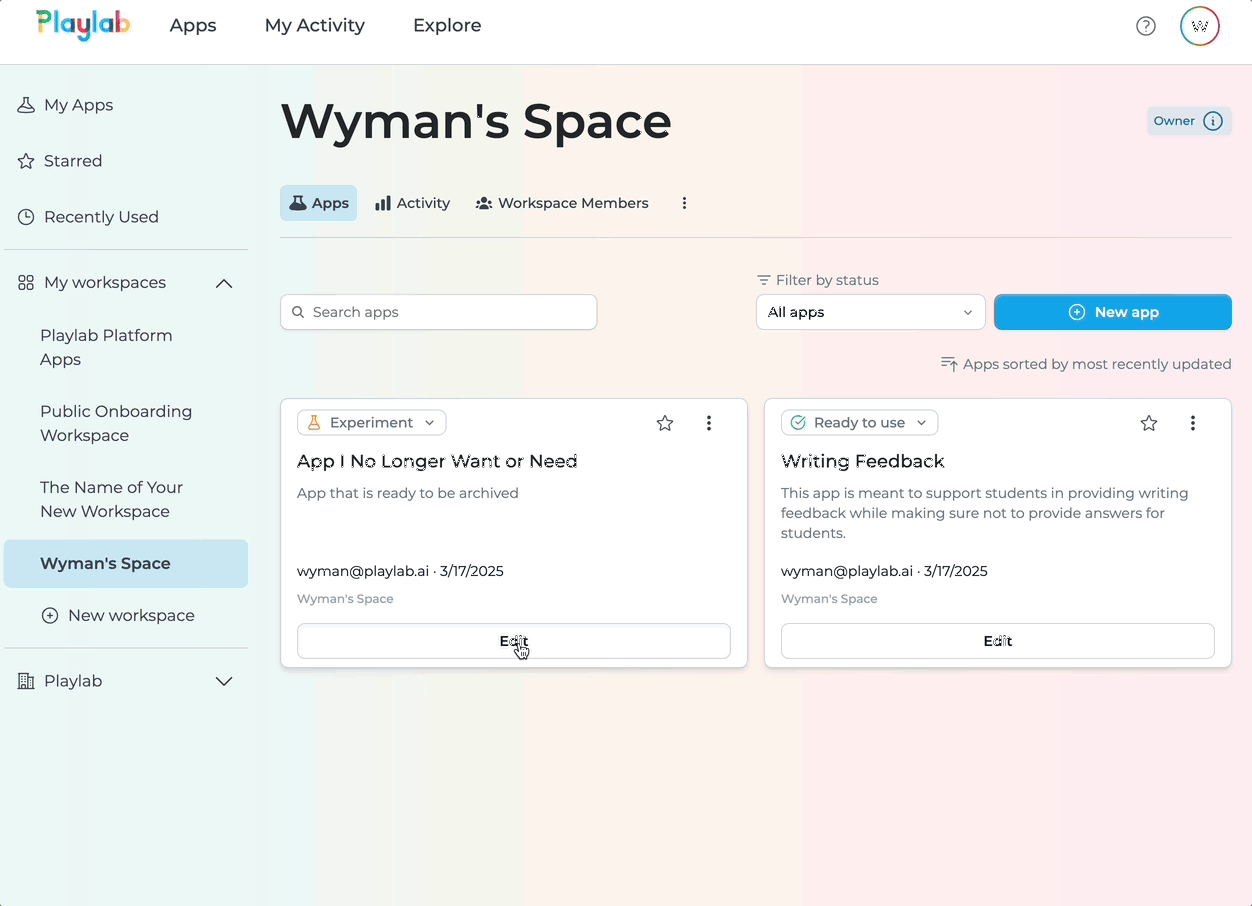 Playlab
Apps
My Activity
Explore
W
My Apps
Starred
Recently Used
My workspaces
Playlab Platform
Apps
Public Onboarding
Workspace
The Name of Your
New Workspace
Wyman's Space
New workspace
Playlab
Wyman's Space
Owner
Apps
Activity
Workspace Members
Filter by status
Search apps
All apps
New app
Apps sorted by most recently updated
Experiment
App I No Longer Want or Need
App that is ready to be archived
wyman@playlab.ai · 3/17/2025
Wyman's Space
Edit
Ready to use
Writing Feedback
This app is meant to support students in providing writing
feedback while making sure not to provide answers for
students.
wyman@playlab.ai · 3/17/2025
Wyman's Space
Edit